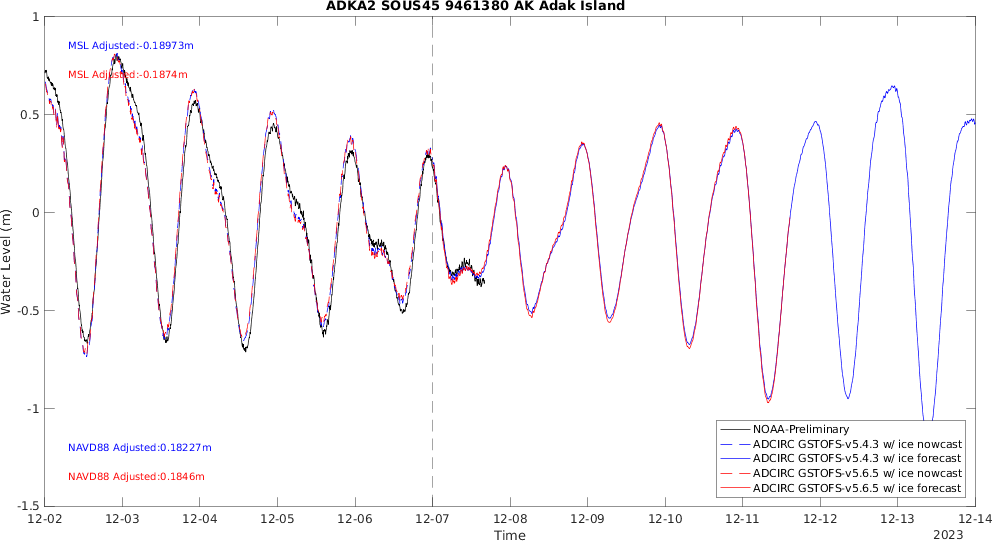 ADKA2 SOUS45 9461380 AK Adak Island
MSL Adjusted:-0.18973m
MSL Adjusted:-0.1874m
NAVD88 Adjusted:0.18227m
NAVD88 Adjusted:0.1846m
1
0.5
0
-0.5
-1
-1.5
Water Level (m)
NOAA-Preliminary
ADCIRC GSTOFS-v5.4.3 w/ ice nowcast
ADCIRC GSTOFS-v5.4.3 w/ ice forecast
ADCIRC GSTOFS-v5.6.5 w/ ice nowcast
ADCIRC GSTOFS-v5.6.5 w/ ice forecast
12-02 12-03 12-04 12-05 12-06 12-07 12-08 12-09 12-10 12-11 12-12 12-13 12-14
Time
2023